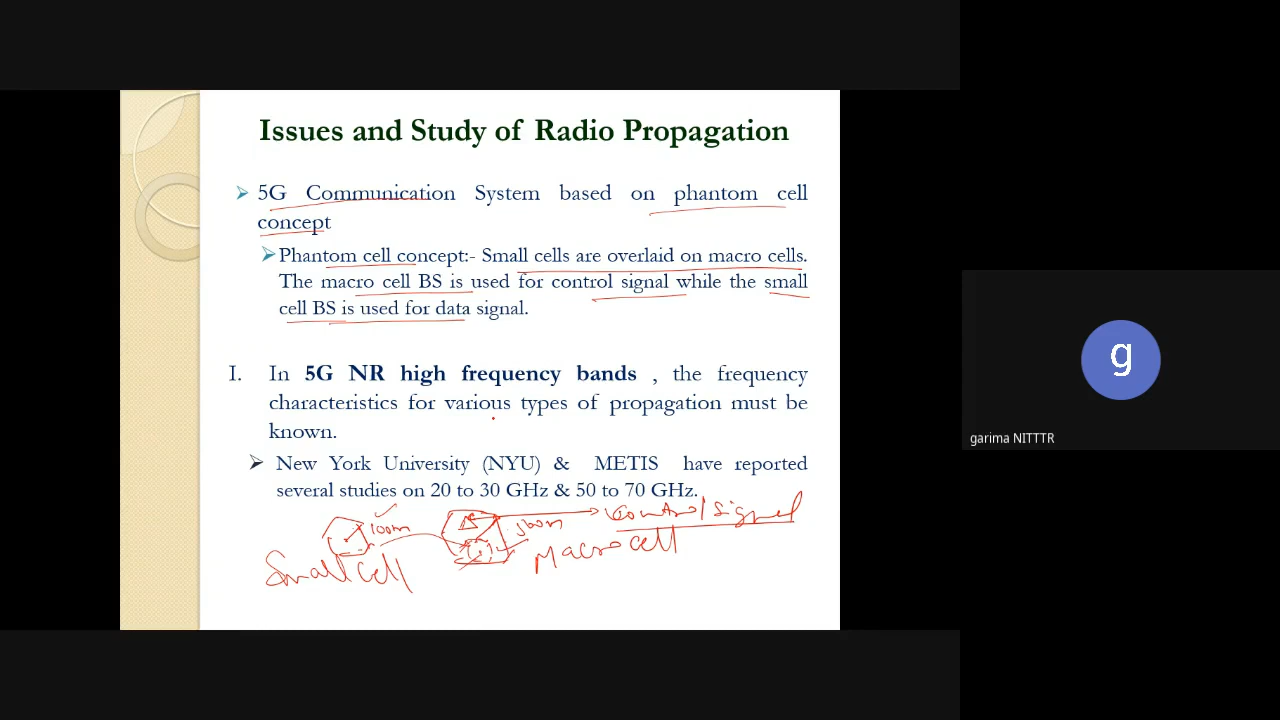 Issues and Study of Radio Propagation
➢ 5G Communication System based on phantom cell
concept
➢ Phantom cell concept:- Small cells are overlaid on macro cells.
The macro cell BS is used for control signal while the small
cell BS is used for data signal.
I. In 5G NR high frequency bands , the frequency
characteristics for various types of propagation must be
known.
➢ New York University (NYU) & METIS have reported
several studies on 20 to 30 GHz & 50 to 70 GHz.
Control Signal
100m
500m
Macro cell
Small cell
g
garima NITTTR